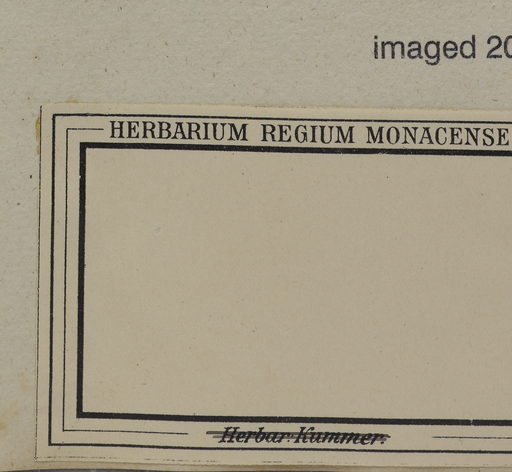 imaged 20
HERBARIUM REGIUM MONACENSE
Herbar. Kummer.